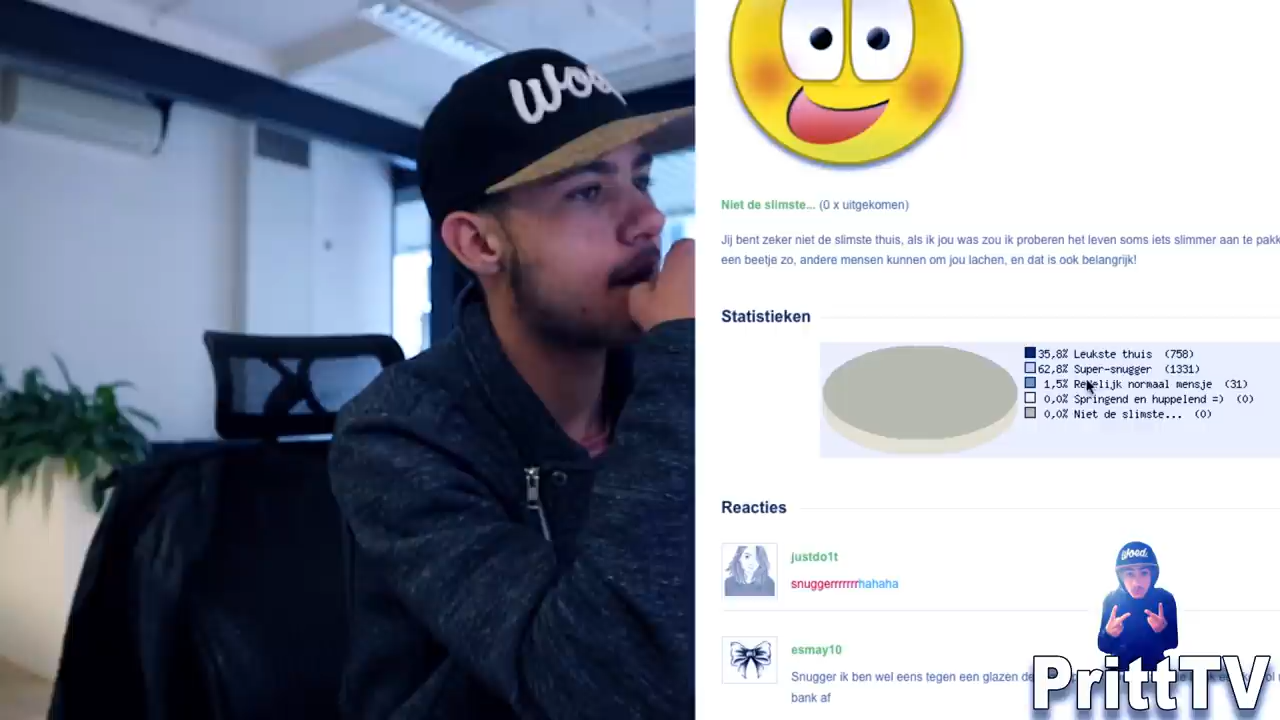 Niet de slimste... (0 x uitgekomen)
Jij bent zeker niet de slimste thuis, als ik jou was zou ik proberen het leven soms iets slimmer aan te
een beetje zo, andere mensen kunnen om jou lachen, en dat is ook belangrijk!
Statistieken
35,8% Leukste thuis (758)
62,8% Super-snugger (1331)
1,5% Redelijk normaal mensje (31)
0,0% Springend en huppelend =) (0)
0,0% Niet de slimste... (0)
Reacties
justdo1t
snuggerrrrrrrhahaha
esmay10
Snugger ik ben wel eens tegen een glazen
bank af
Wood.
PrittTV